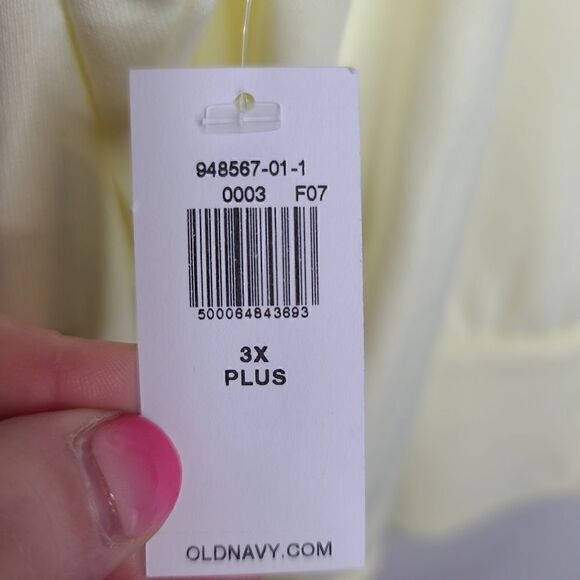 948567-01-1
0003 F07
500064843693
3X
PLUS
OLDNAVY.COM